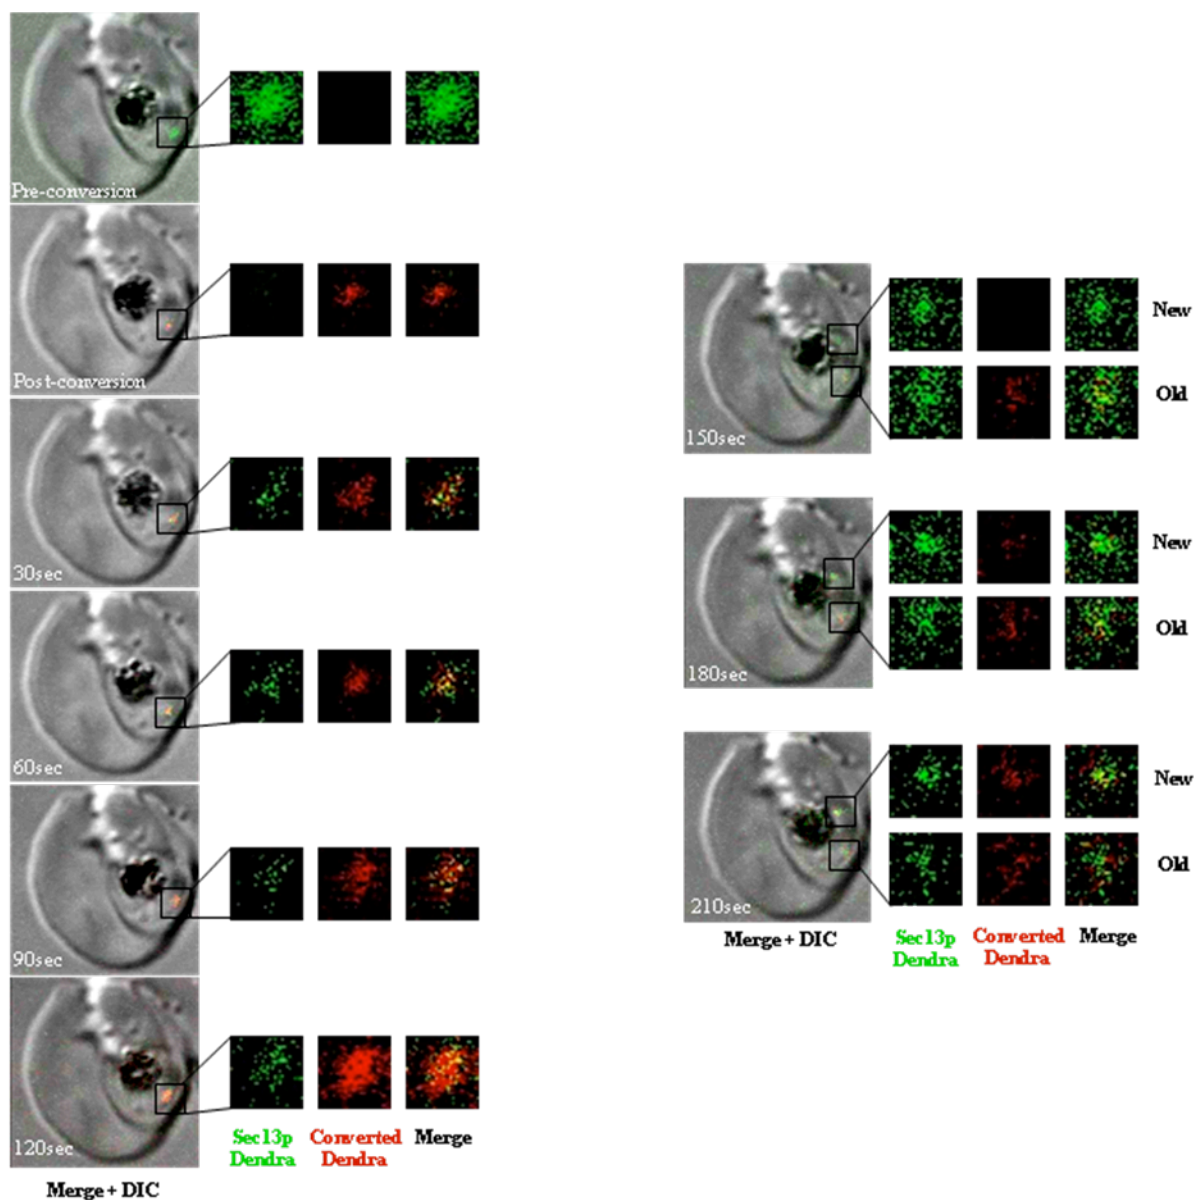 Pre-conversion
Post-conversion
30sec
60sec
90sec
120sec
Sec13p
Dendra
Converted
Dendra
Merge
Merge + DIC
New
Old
150sec
New
Old
180sec
New
Old
210sec
Merge + DIC
Sec13p
Dendra
Converted
Dendra
Merge